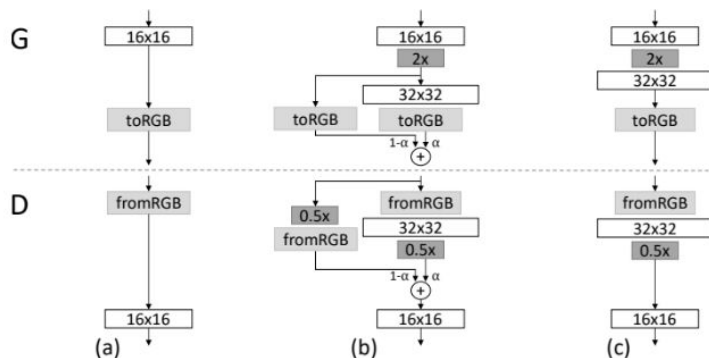 G
16x16
toRGB
16x16
2x
32x32
toRGB
toRGB
1-α
α
+
16x16
2x
32x32
toRGB
D
fromRGB
16x16
(a)
0.5x
fromRGB
fromRGB
32x32
0.5x
1-α
α
+
16x16
(b)
fromRGB
32x32
0.5x
16x16
(c)